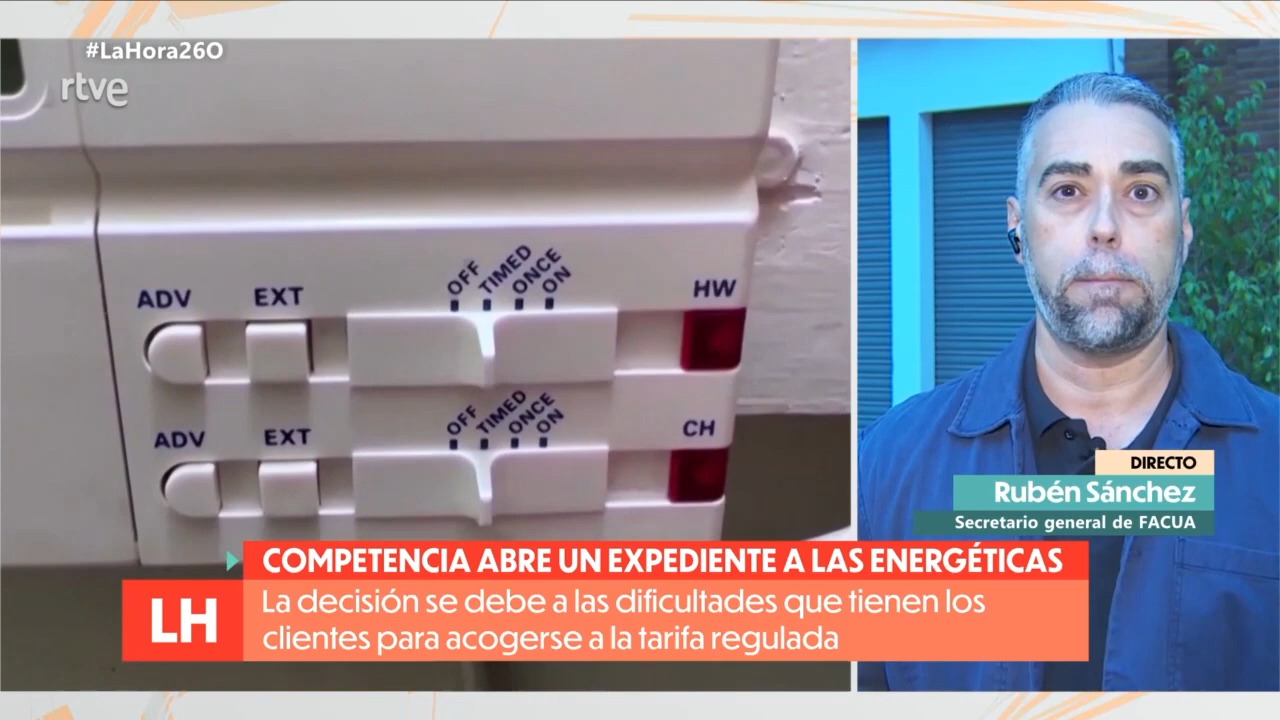 #LaHora26O
rtve
OFF TIMED ONCE ON
ADV EXT HW
OFF TIMED ONCE ON
ADV EXT CH
DIRECTO
Rubén Sánchez
Secretario general de FACUA
COMPETENCIA ABRE UN EXPEDIENTE A LAS ENERGÉTICAS
LH
La decisión se debe a las dificultades que tienen los
clientes para acogerse a la tarifa regulada